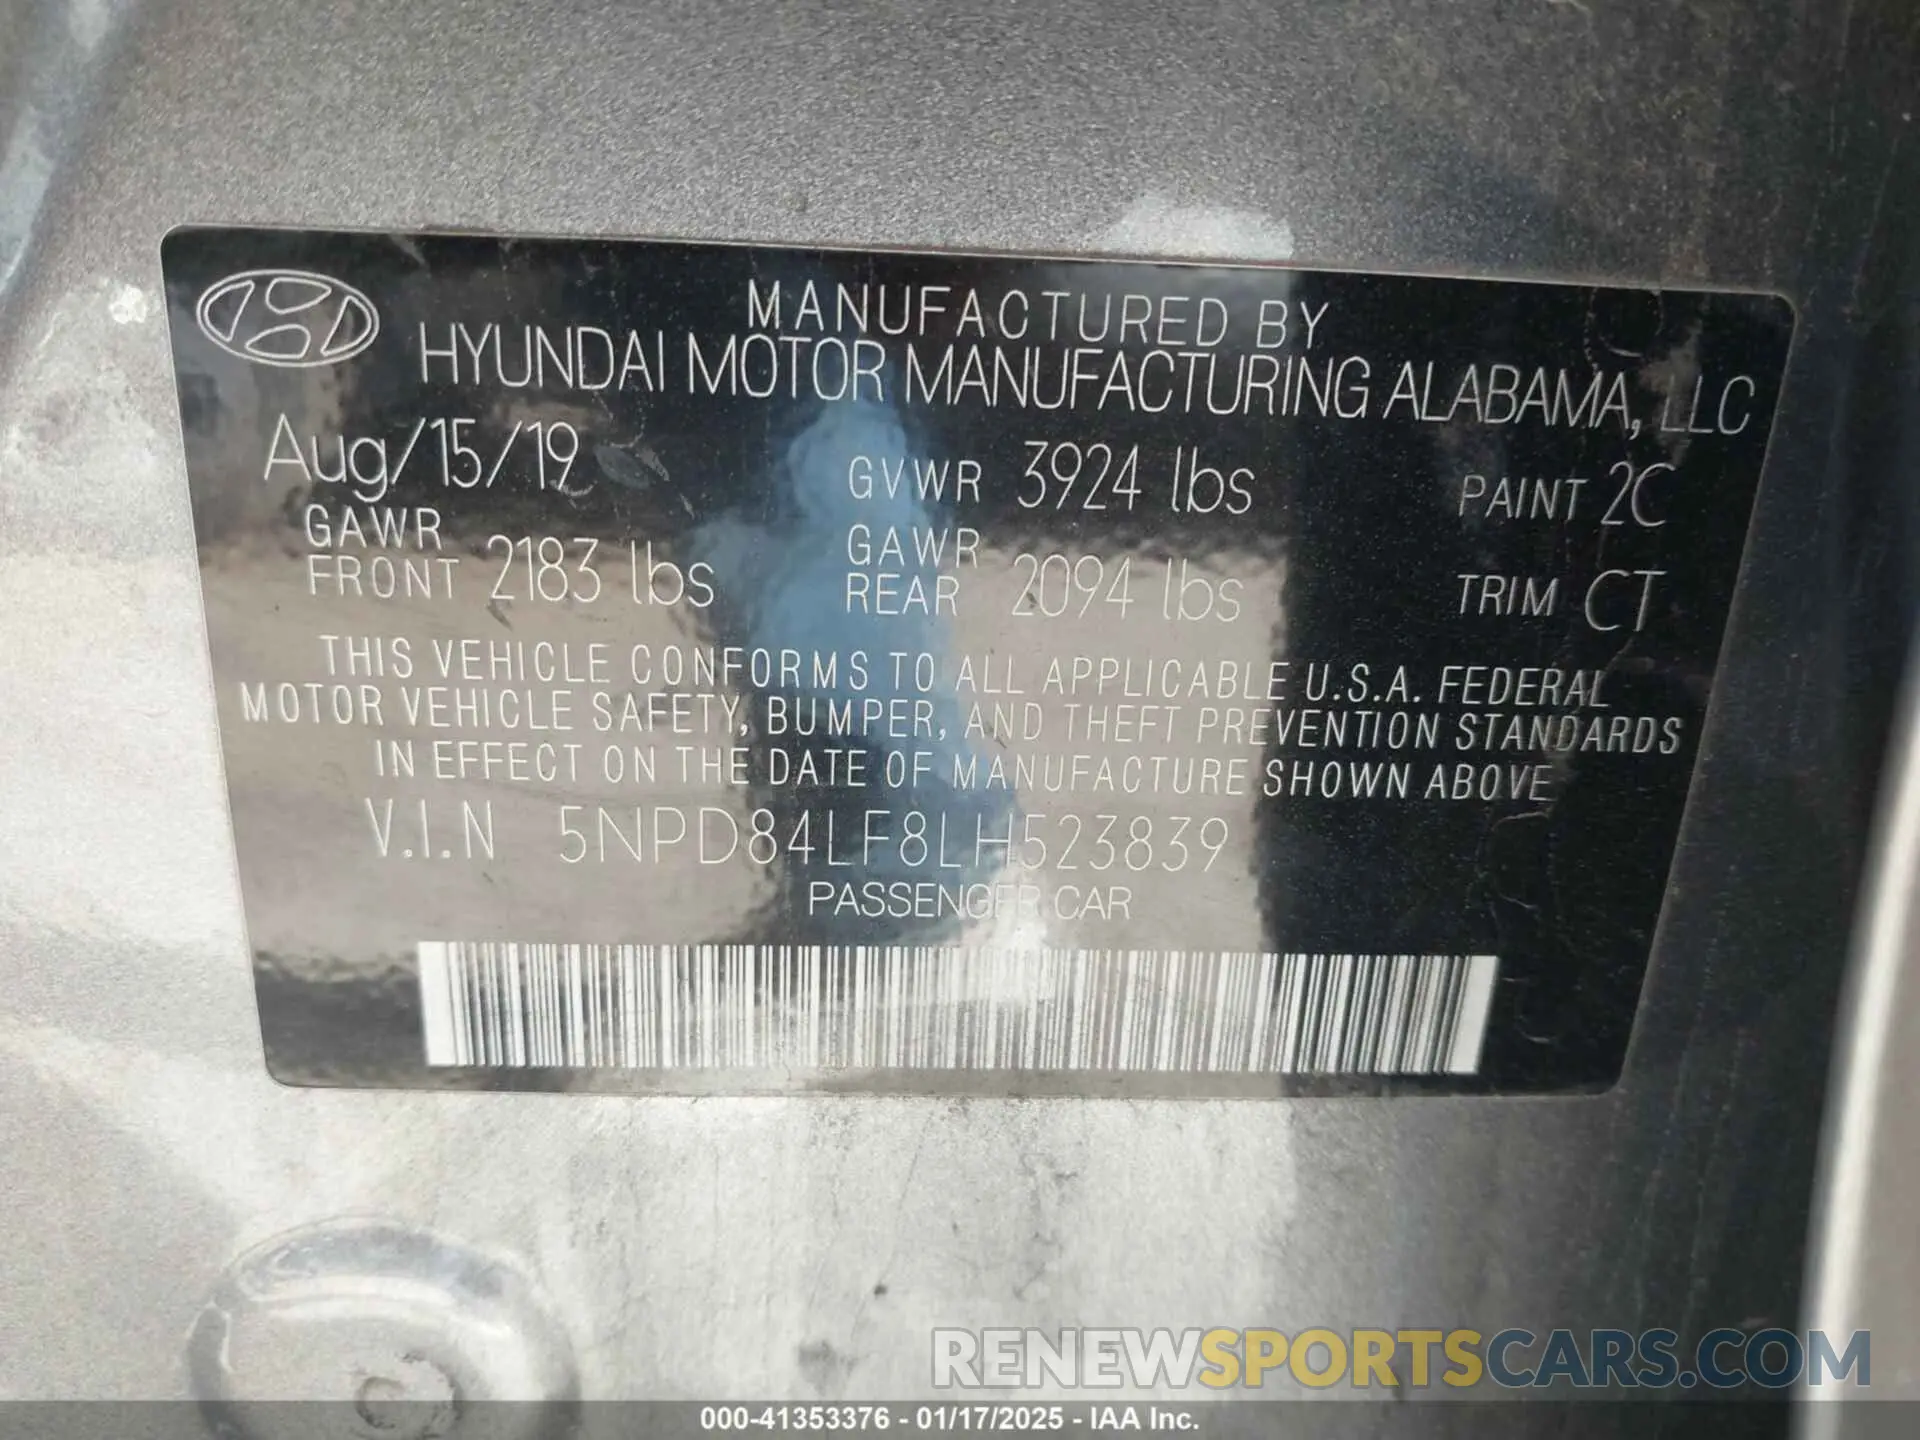 MANUFACTURED BY
HYUNDAI MOTOR MANUFACTURING ALABAMA, LLC
Aug/15/19 GVWR 3924 lbs PAINT 2C
GAWR FRONT 2183 lbs GAWR REAR 2094 lbs TRIM CT
THIS VEHICLE CONFORMS TO ALL APPLICABLE U.S.A. FEDERAL
MOTOR VEHICLE SAFETY, BUMPER, AND THEFT PREVENTION STANDARDS
IN EFFECT ON THE DATE OF MANUFACTURE SHOWN ABOVE
V.I.N 5NPD84LF8LH523839
PASSENGER CAR
RENEWSPORTSCARS.COM
000-41353376 - 01/17/2025 - IAA Inc.